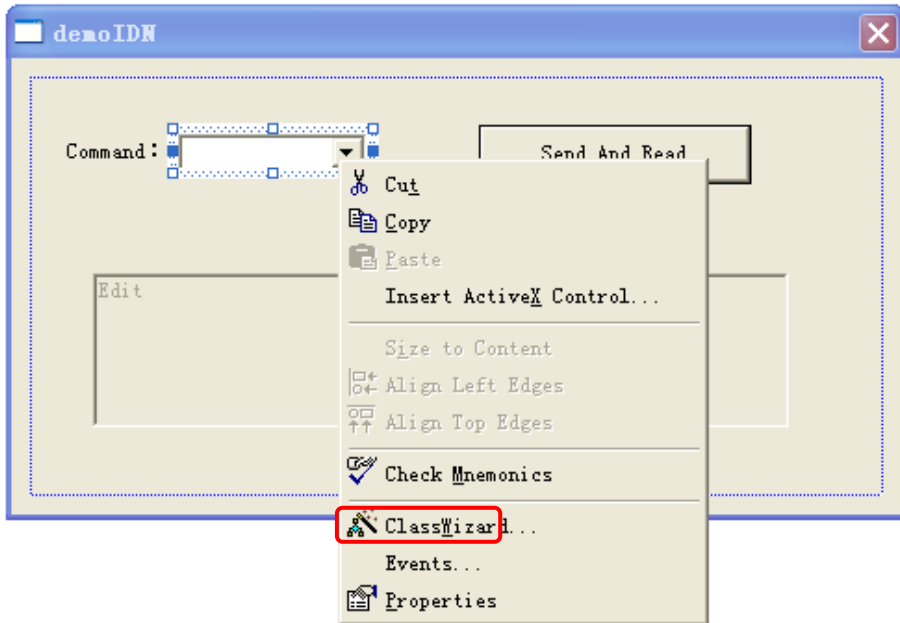 demoIDN
Command：
Send And Read
Cut
Copy
Paste
Edit
Insert ActiveX Control...
Size to Content
Align Left Edges
Align Top Edges
Check Mnemonics
ClassWizard...
Events...
Properties